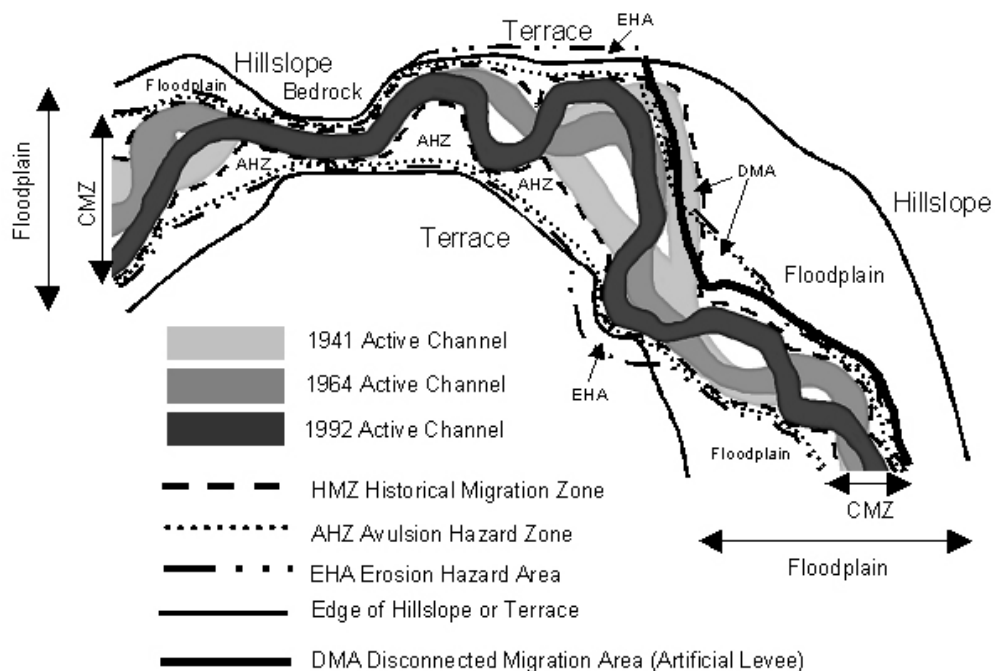 EHA
Terrace
Hillslope
Bedrock
Floodplain
AHZ
AHZ
AHZ
DMA
Hillslope
Floodplain
CMZ
Terrace
Floodplain
EHA
Floodplain
CMZ
Floodplain
1941 Active Channel
1964 Active Channel
1992 Active Channel
HMZ Historical Migration Zone
AHZ Avulsion Hazard Zone
EHA Erosion Hazard Area
Edge of Hillslope or Terrace
DMA Disconnected Migration Area (Artificial Levee)